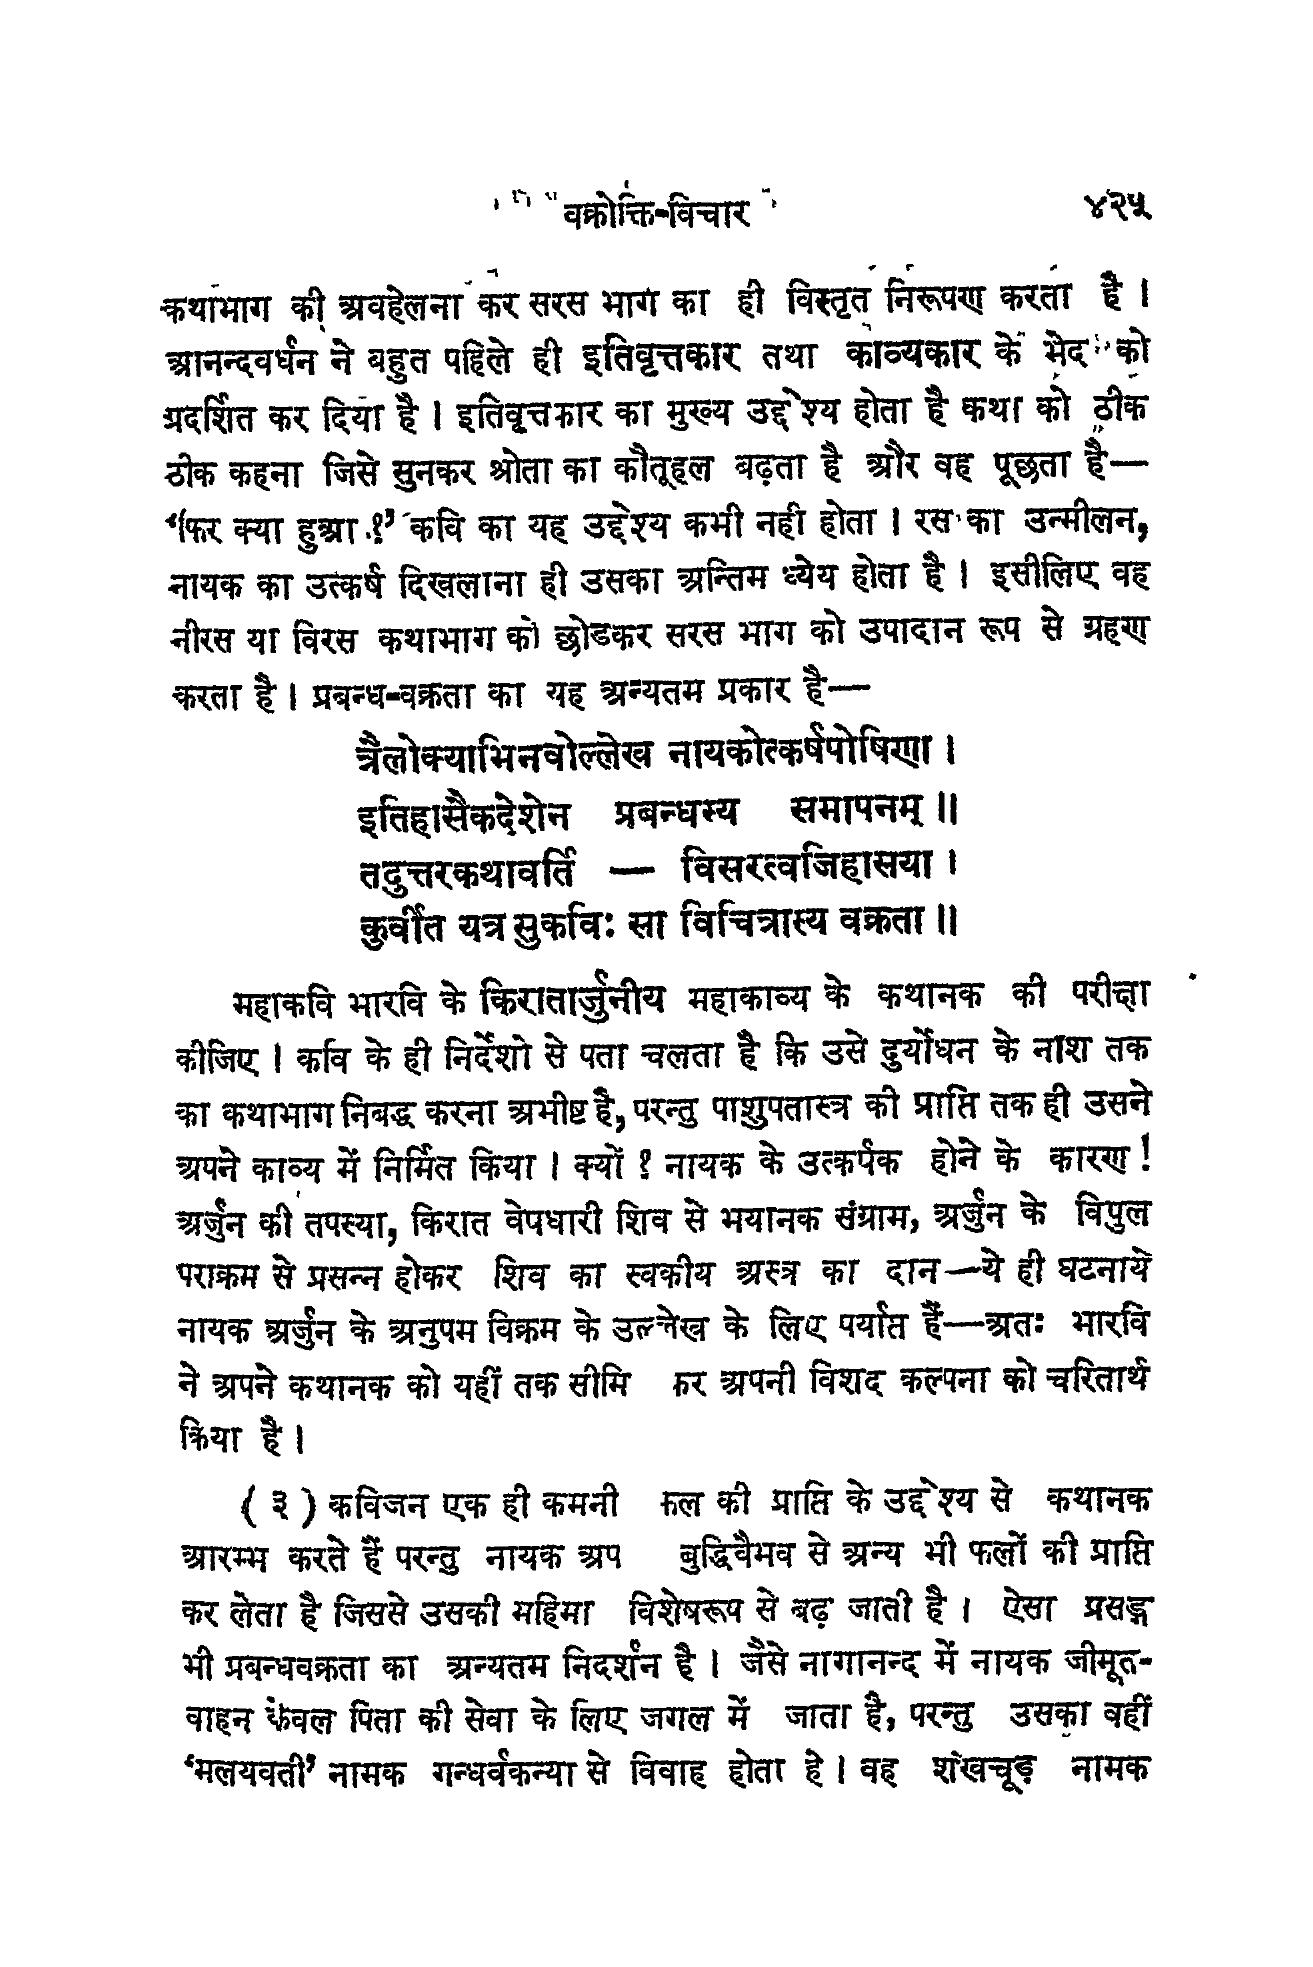 वक्रोक्ति-विचार ४२५
कथाभाग की अवहेलना कर सरस भाग का ही विस्तृत निरूपण करता है ।
आनन्दवर्धन ने बहुत पहिले ही इतिवृत्तकार तथा काव्यकार के भेद को
प्रदर्शित कर दिया है । इतिवृत्तकार का मुख्य उद्देश्य होता है कथा को ठीक
ठीक कहना जिसे सुनकर श्रोता का कौतूहल बढ़ता है और वह पूछता है—
‘फिर क्या हुआ ?’ कवि का यह उद्देश्य कभी नही होता । रस का उन्मीलन,
नायक का उत्कर्ष दिखलाना ही उसका अन्तिम ध्येय होता है । इसीलिए वह
नीरस या विरस कथाभाग को छोडकर सरस भाग को उपादान रूप से ग्रहण
करता है । प्रबन्ध-वक्रता का यह अन्यतम प्रकार है—
त्रैलोक्याभिनवोल्लेख नायकोत्कर्षपोषिणा ।
इतिहासैकदेशेन प्रबन्धस्य समापनम् ॥
तदुत्तरकथावर्ति — विसरत्वजिहासया ।
कुर्वीत यत्र सुकविः सा विचित्रास्य वक्रता ॥
महाकवि भारवि के किरातार्जुनीय महाकाव्य के कथानक की परीक्षा
कीजिए । कवि के ही निर्देशो से पता चलता है कि उसे दुर्योधन के नाश तक
का कथाभाग निबद्ध करना अभीष्ट है, परन्तु पाशुपतास्त्र की प्राप्ति तक ही उसने
अपने काव्य में निर्मित किया । क्यों ? नायक के उत्कर्पक होने के कारण !
अर्जुन की तपस्या, किरात वेपधारी शिव से भयानक संग्राम, अर्जुन के विपुल
पराक्रम से प्रसन्न होकर शिव का स्वकीय अस्त्र का दान—ये ही घटनायें
नायक अर्जुन के अनुपम विक्रम के उल्लेख के लिए पर्याप्त हैं—अतः भारवि
ने अपने कथानक को यहीं तक सीमि कर अपनी विशद कल्पना को चरितार्थ
किया है ।
( ३ ) कविजन एक ही कमनी फल की प्राप्ति के उद्देश्य से कथानक
आरम्भ करते हैं परन्तु नायक अप बुद्धिवैभव से अन्य भी फलों की प्राप्ति
कर लेता है जिससे उसकी महिमा विशेषरूप से बढ़ जाती है । ऐसा प्रसङ्ग
भी प्रबन्धवक्रता का अन्यतम निदर्शन है । जैसे नागानन्द में नायक जीमूत-
वाहन केवल पिता की सेवा के लिए जगल में जाता है, परन्तु उसका वहीं
‘मलयवती’ नामक गन्धर्वकन्या से विवाह होता हे । वह शंखचूड़ नामक